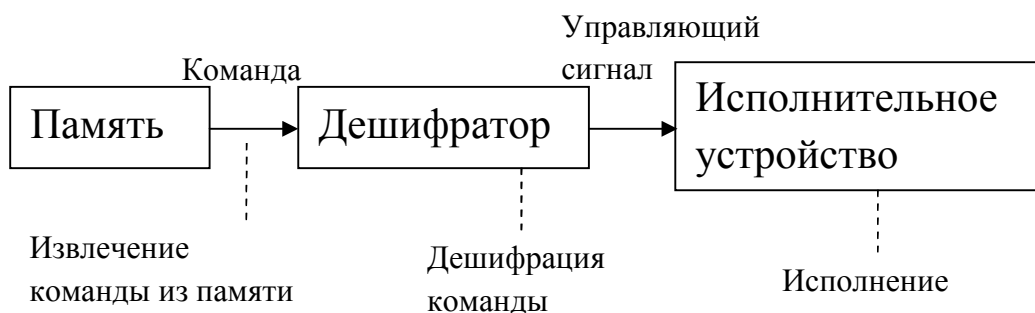 Управляющий
сигнал
Команда
Память
Дешифратор
Исполнительное
устройство
Извлечение
команды из памяти
Дешифрация
команды
Исполнение